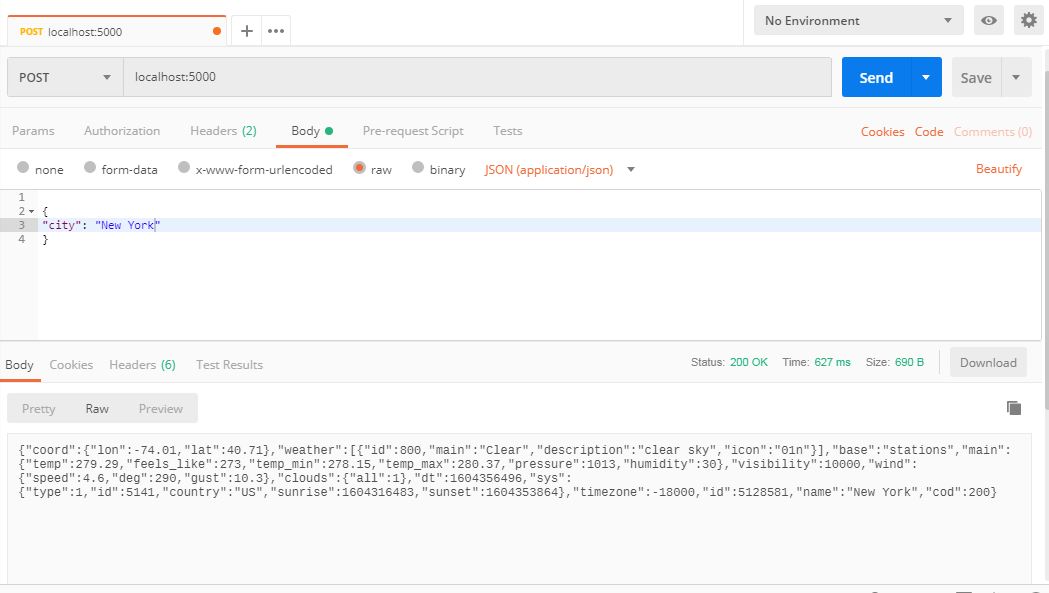 POST localhost:5000
No Environment
POST localhost:5000 Send Save
Params Authorization Headers (2) Body Pre-request Script Tests Cookies Code Comments (0)
none form-data x-www-form-urlencoded raw binary JSON (application/json) Beautify
1
2 {
3 "city": "New York"
4 }
Body Cookies Headers (6) Test Results Status: 200 OK Time: 627 ms Size: 690 B Download
Pretty Raw Preview
{"coord":{"lon":-74.01,"lat":40.71},"weather":[{"id":800,"main":"Clear","description":"clear sky","icon":"01n"}],"base":"stations","main":
{"temp":279.29,"feels_like":273,"temp_min":278.15,"temp_max":280.37,"pressure":1013,"humidity":30},"visibility":10000,"wind":
{"speed":4.6,"deg":290,"gust":10.3},"clouds":{"all":1},"dt":1604356496,"sys":
{"type":1,"id":5141,"country":"US","sunrise":1604316483,"sunset":1604353864},"timezone":-18000,"id":5128581,"name":"New York","cod":200}